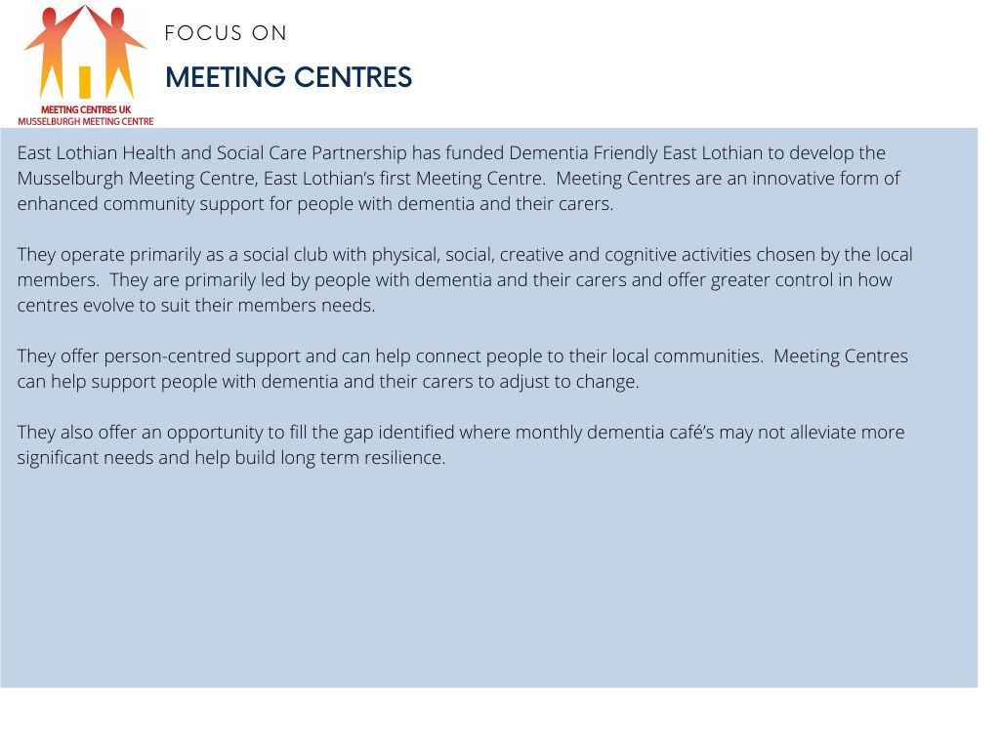 FOCUS ON
MEETING CENTRES
MEETING CENTRES UK
MUSSELBURGH MEETING CENTRE
East Lothian Health and Social Care Partnership has funded Dementia Friendly East Lothian to develop the
Musselburgh Meeting Centre, East Lothian’s first Meeting Centre.  Meeting Centres are an innovative form of
enhanced community support for people with dementia and their carers.
They operate primarily as a social club with physical, social, creative and cognitive activities chosen by the local
members.  They are primarily led by people with dementia and their carers and offer greater control in how
centres evolve to suit their members needs.
They offer person-centred support and can help connect people to their local communities.  Meeting Centres
can help support people with dementia and their carers to adjust to change.
They also offer an opportunity to fill the gap identified where monthly dementia café’s may not alleviate more
significant needs and help build long term resilience.